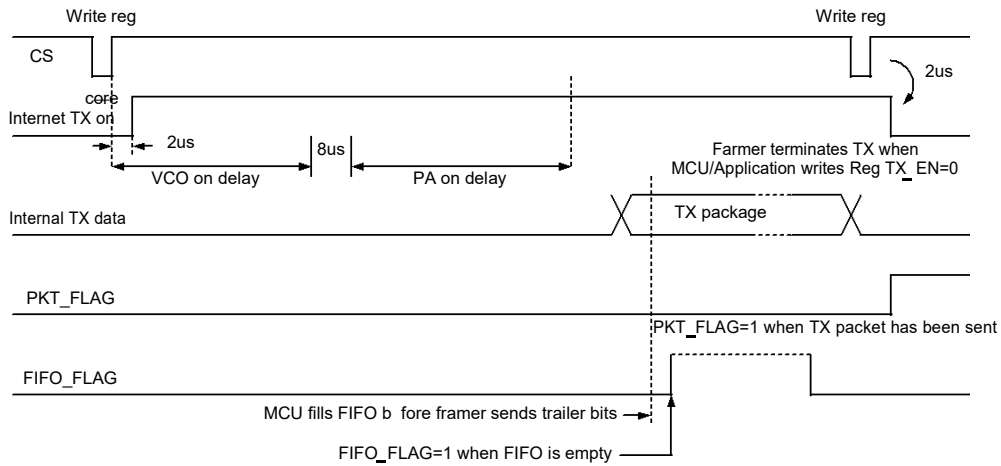 Write reg
Write reg
CS
2us
core
Internet TX on
2us
8us
VCO on delay
PA on delay
Farmer terminates TX when
MCU/Application writes Reg TX_EN=0
Internal TX data
TX package
PKT_FLAG
PKT_FLAG=1 when TX packet has been sent
FIFO_FLAG
MCU fills FIFO b fore framer sends trailer bits
FIFO_FLAG=1 when FIFO is empty